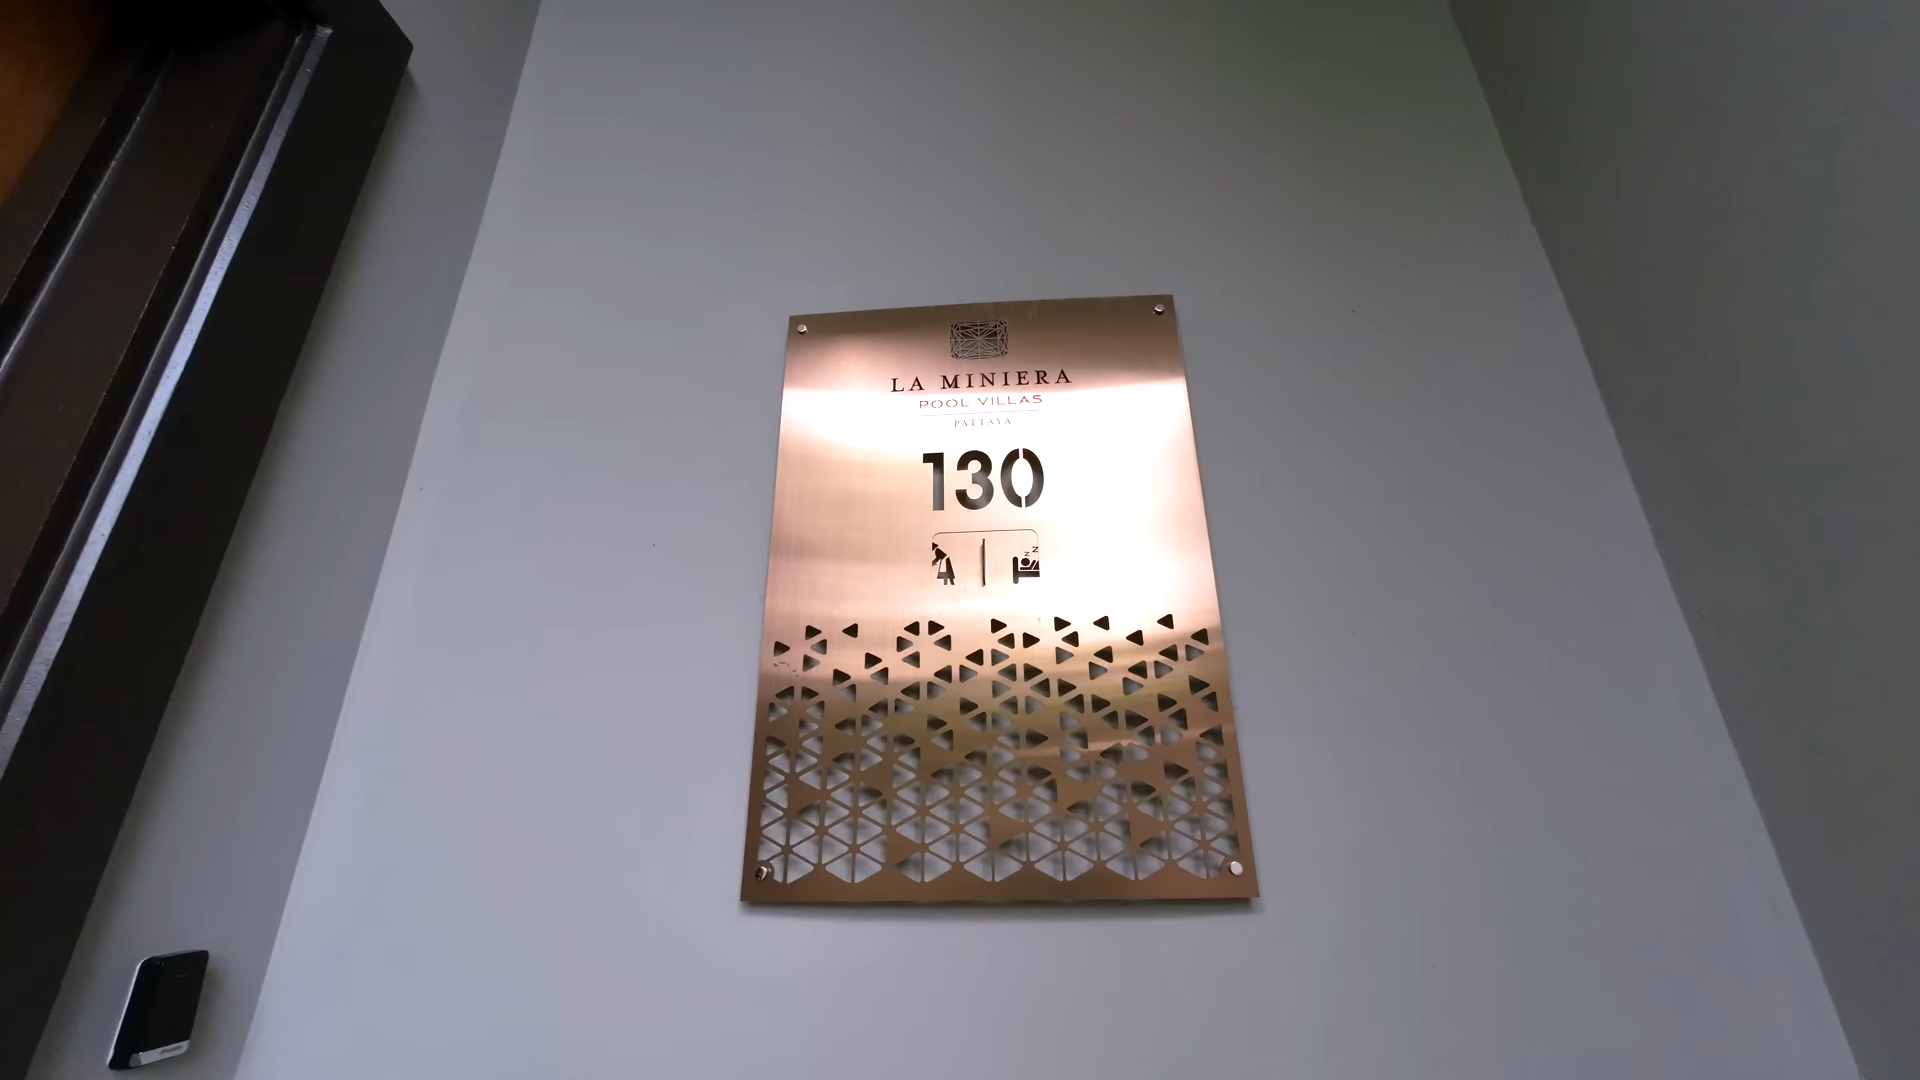 LA MINIERA
POOL VILLAS
PATTAYA
130
Z Z